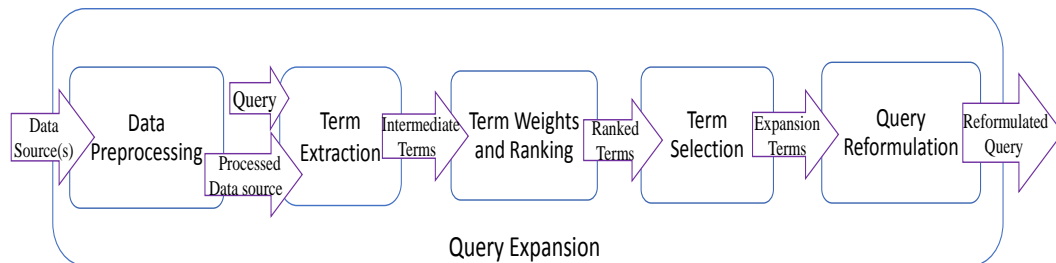 Data
Source(s)
Data
Preprocessing
Query
Processed
Data source
Term
Extraction
Intermediate
Terms
Term Weights
and Ranking
Ranked
Terms
Term
Selection
Expansion
Terms
Query
Reformulation
Reformulated
Query
Query Expansion